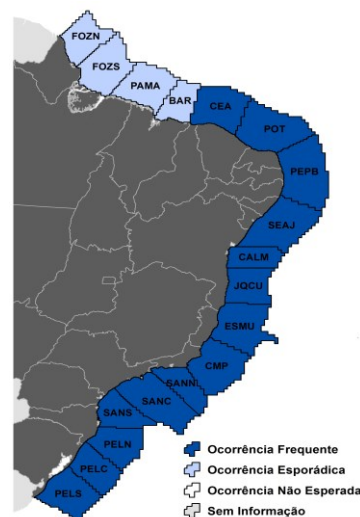 FOZN
FOZS
PAMA
BAR
CEA
POT
PEPB
SEAJ
CALM
JQCU
ESMU
CMP
SANN
SANC
SANS
PELN
PELC
PELS
Ocorrência Frequente
Ocorrência Esporádica
Ocorrência Não Esperada
Sem Informação